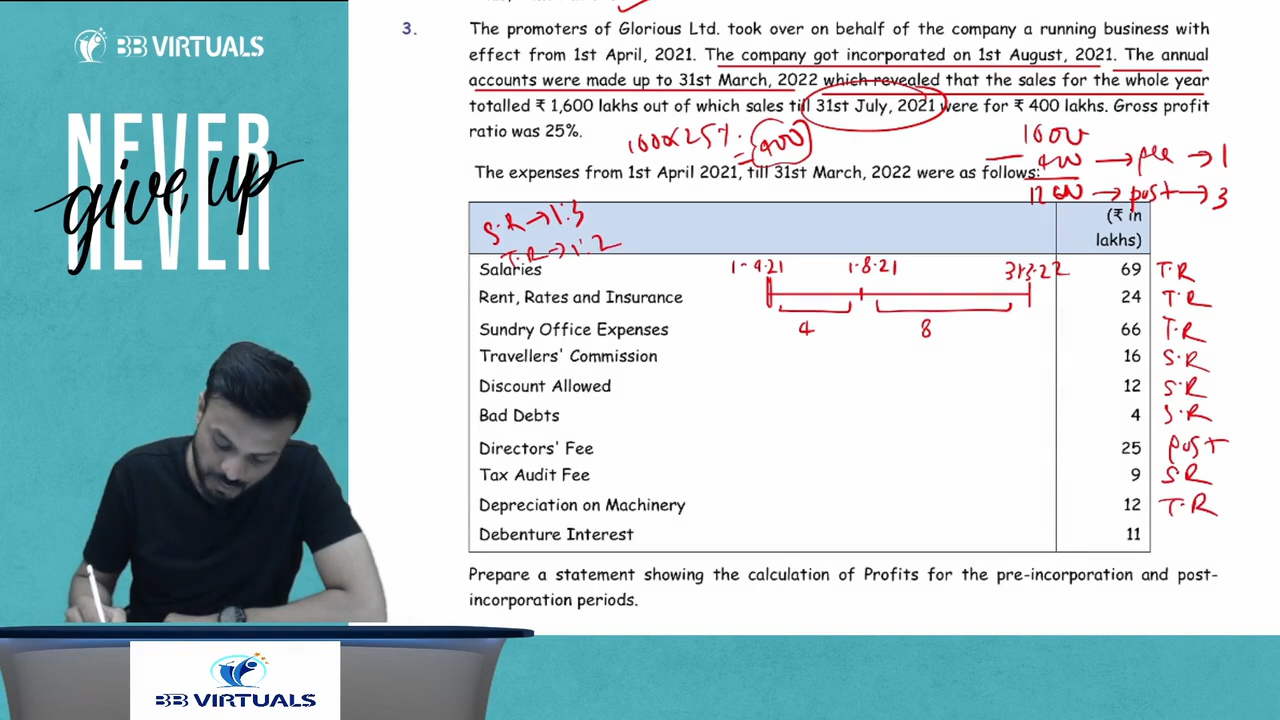 BB VIRTUALS
NEVER
give up
NEVER
3. The promoters of Glorious Ltd. took over on behalf of the company a running business with
effect from 1st April, 2021. The company got incorporated on 1st August, 2021. The annual
accounts were made up to 31st March, 2022 which revealed that the sales for the whole year
totalled ₹ 1,600 lakhs out of which sales till 31st July, 2021 were for ₹ 400 lakhs. Gross profit
ratio was 25%.
1600×25%
=400
1600
400 → pre → 1
1200 → post → 3
The expenses from 1st April 2021, till 31st March, 2022 were as follows:
S.R → 1:3
T.R → 1:2
(₹ in
lakhs)
1-4-21 1-8-21 31-3-22
4 8
Salaries 69 T.R
Rent, Rates and Insurance 24 T.R
Sundry Office Expenses 66 T.R
Travellers' Commission 16 S.R
Discount Allowed 12 S.R
Bad Debts 4 S.R
Directors' Fee 25 post
Tax Audit Fee 9 SR
Depreciation on Machinery 12 T.R
Debenture Interest 11
Prepare a statement showing the calculation of Profits for the pre-incorporation and post-
incorporation periods.
BB VIRTUALS